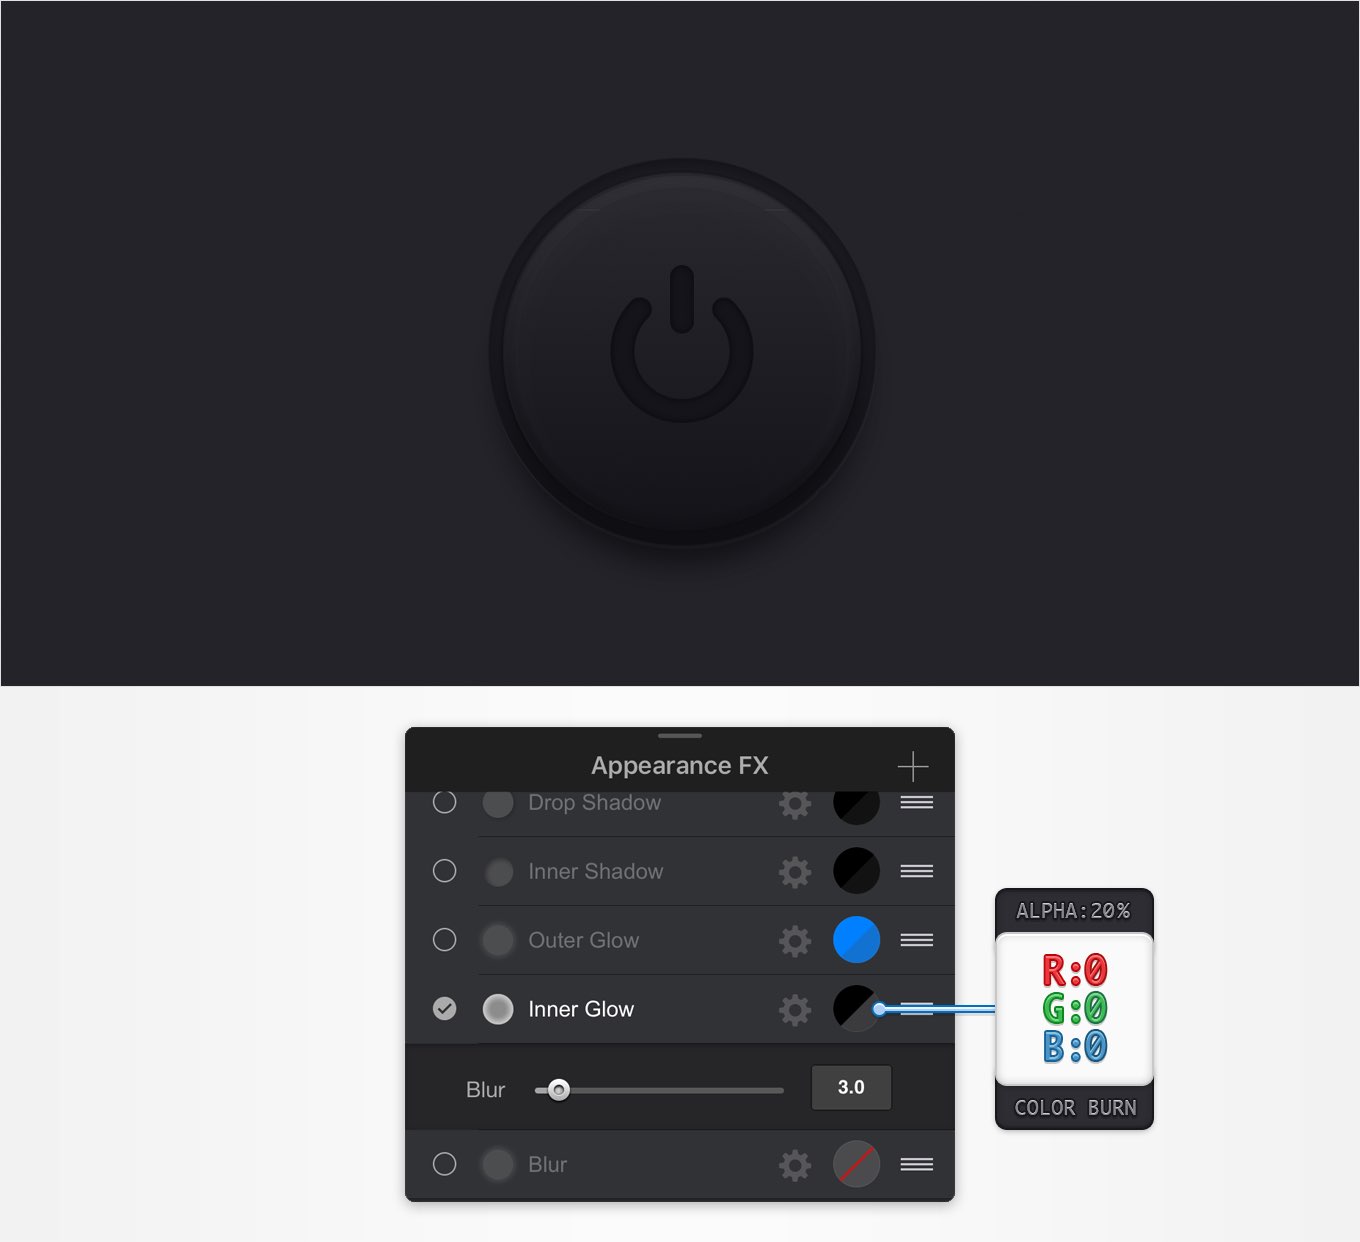 Appearance FX
Drop Shadow
Inner Shadow
Outer Glow
Inner Glow
Blur 3.0
Blur
ALPHA:20%
R:0
G:0
B:0
COLOR BURN